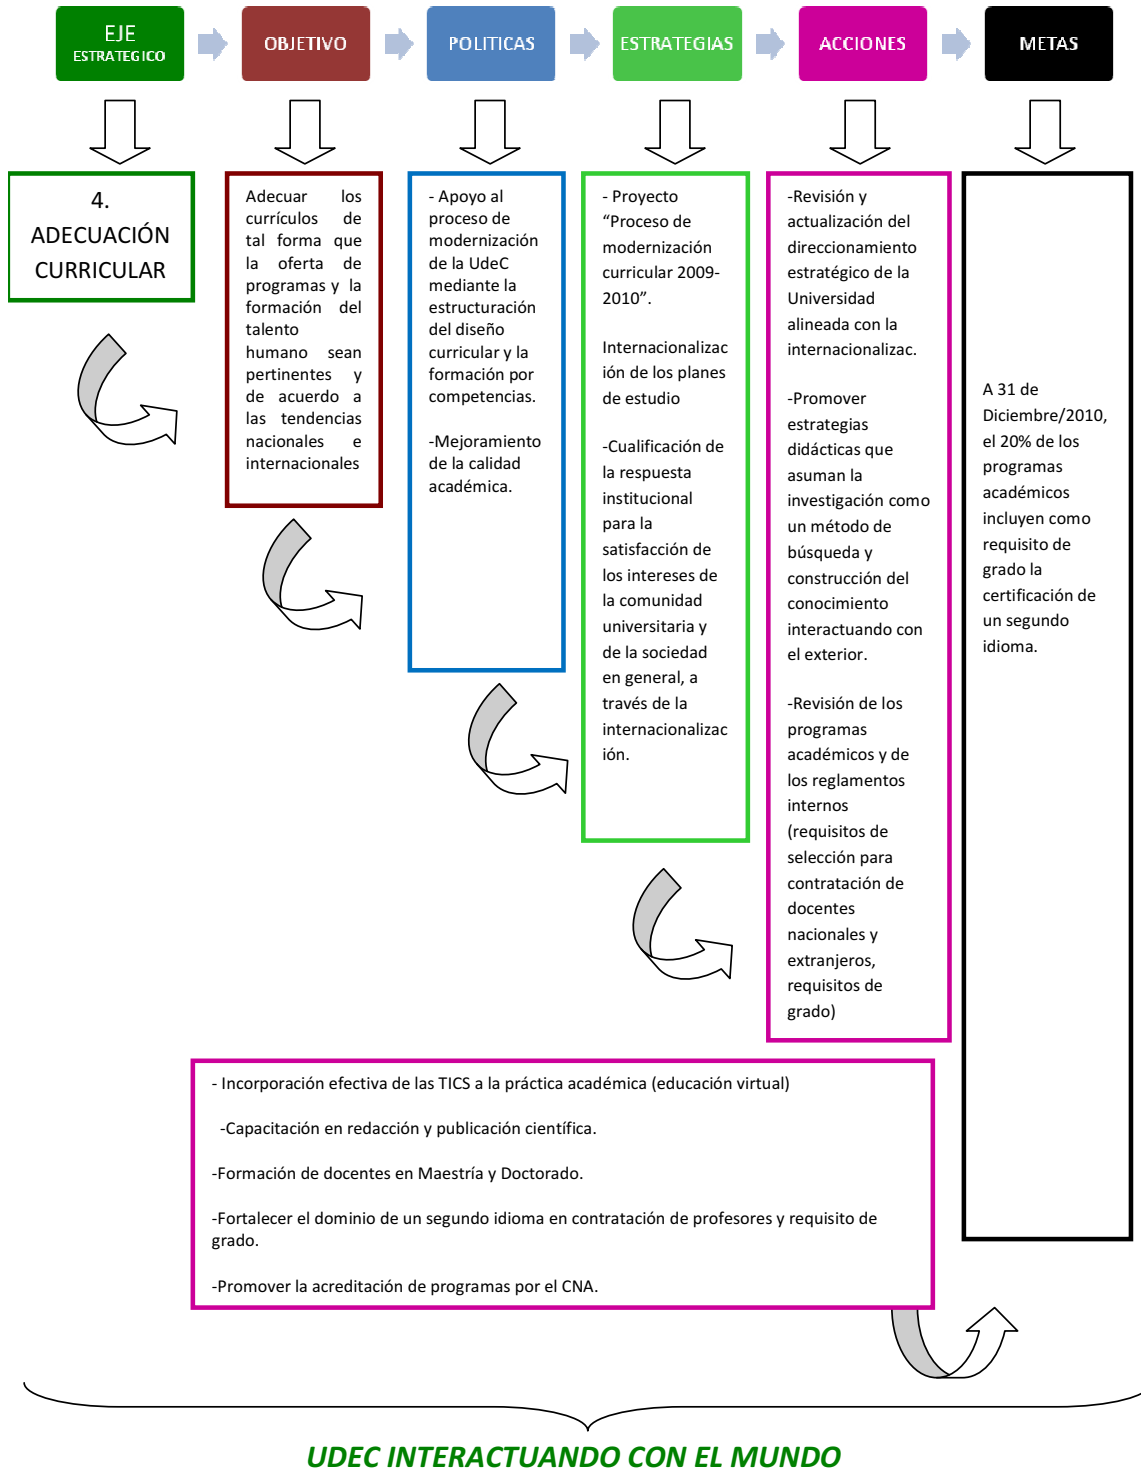 EJE
ESTRATEGICO
OBJETIVO
POLITICAS
ESTRATEGIAS
ACCIONES
METAS
4.
ADECUACIÓN
CURRICULAR
Adecuar los
currículos de
tal forma que
la oferta de
programas y la
formación del
talento
humano sean
pertinentes y
de acuerdo a
las tendencias
nacionales e
internacionales
- Apoyo al
proceso de
modernización
de la UdeC
mediante la
estructuración
del diseño
curricular y la
formación por
competencias.
-Mejoramiento
de la calidad
académica.
- Proyecto
“Proceso de
modernización
curricular 2009-
2010”.
Internacionalizac
ión de los planes
de estudio
-Cualificación de
la respuesta
institucional
para la
satisfacción de
los intereses de
la comunidad
universitaria y
de la sociedad
en general, a
través de la
internacionalizac
ión.
-Revisión y
actualización del
direccionamiento
estratégico de la
Universidad
alineada con la
internacionalizac.
-Promover
estrategias
didácticas que
asuman la
investigación como
un método de
búsqueda y
construcción del
conocimiento
interactuando con
el exterior.
-Revisión de los
programas
académicos y de
los reglamentos
internos
(requisitos de
selección para
contratación de
docentes
nacionales y
extranjeros,
requisitos de
grado)
A 31 de
Diciembre/2010,
el 20% de los
programas
académicos
incluyen como
requisito de
grado la
certificación de
un segundo
idioma.
- Incorporación efectiva de las TICS a la práctica académica (educación virtual)
-Capacitación en redacción y publicación científica.
-Formación de docentes en Maestría y Doctorado.
-Fortalecer el dominio de un segundo idioma en contratación de profesores y requisito de
grado.
-Promover la acreditación de programas por el CNA.
UDEC INTERACTUANDO CON EL MUNDO